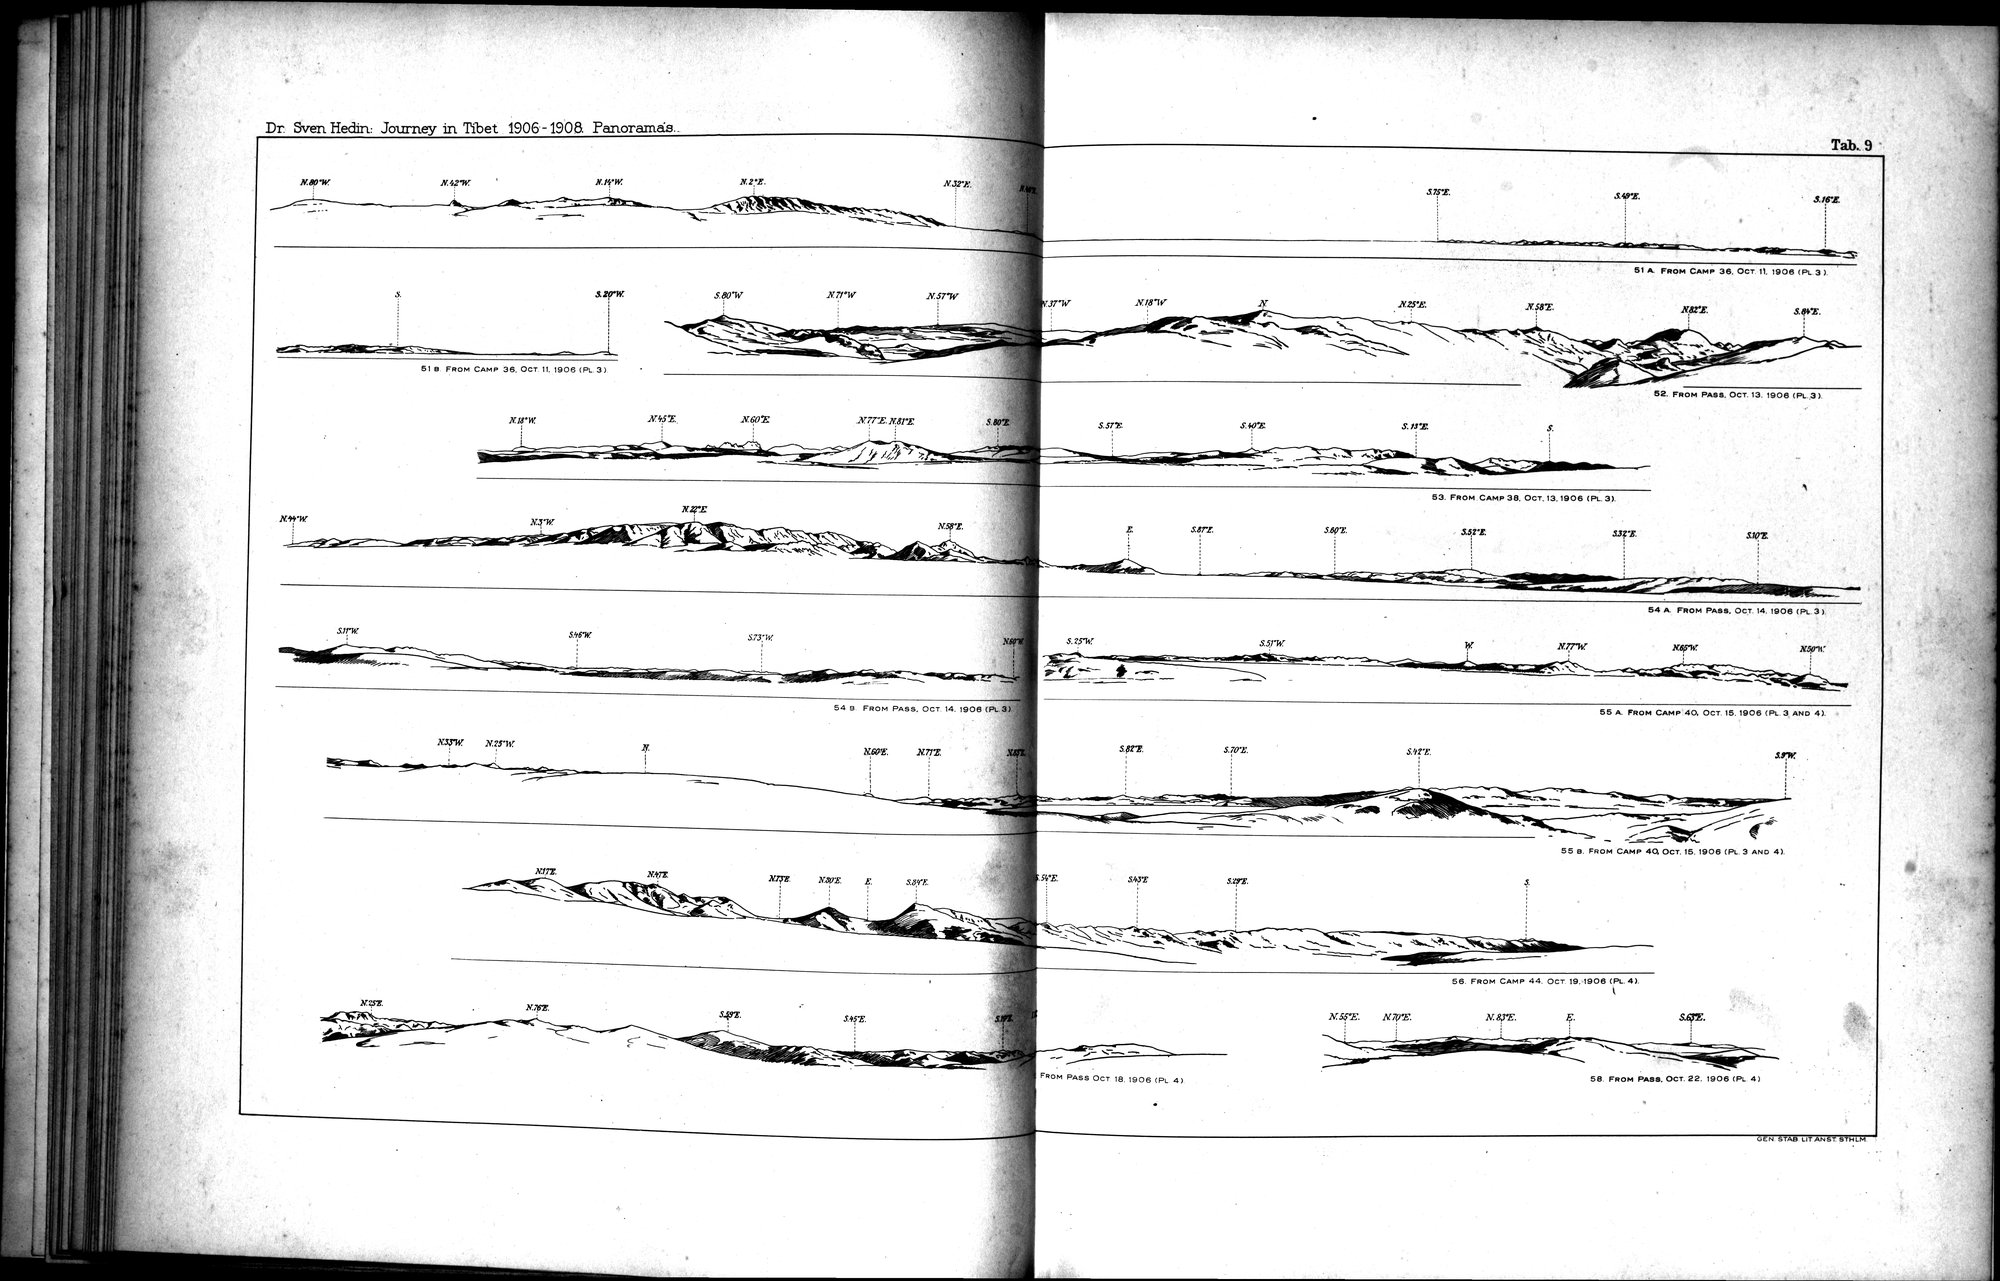 Dr. Sven Hedin: Journey in Tibet 1906-1908. Panoramas.
Tab. 9
N.80°W. N.42°W. N.14°W. N.2°E. N.32°E. S.75°E. S.49°E. S.16°E.
51 A. FROM CAMP 36, OCT. 11, 1906 (PL. 3).
S. S.20°W.
51 B. FROM CAMP 36, OCT. 11, 1906 (PL. 3).
S.80°W N.71°W N.57°W N.37°W N.18°W N. N.25°E. N.58°E. N.82°E. S.84°E.
52. FROM PASS, OCT. 13, 1906 (PL. 3).
N.18°W. N.45°E. N.60°E. N.77°E. N.81°E. S.80°E. S.57°E. S.40°E. S.13°E. S.
53. FROM CAMP 38, OCT. 13, 1906 (PL. 3).
N.44°W. N.3°W. N.22°E. N.58°E. E. S.87°E. S.60°E. S.52°E. S.32°E. S.10°E.
54 A. FROM PASS, OCT. 14, 1906 (PL. 3).
S.11°W. S.46°W. S.73°W. N.60°W.
54 B. FROM PASS, OCT. 14, 1906 (PL. 3).
S.25°W. S.51°W. W. N.77°W. N.65°W. N.50°W.
55 A. FROM CAMP 40, OCT. 15, 1906 (PL. 3 AND 4).
N.33°W. N.25°W. N. N.60°E. N.71°E. N.85°E. S.82°E. S.70°E. S.42°E. S.9°W.
55 B. FROM CAMP 40, OCT. 15, 1906 (PL. 3 AND 4).
N.17°E. N.47°E. N.73°E. N.80°E. E. S.84°E. S.54°E. S.43°E S.29°E. S.
56. FROM CAMP 44, OCT. 19, 1906 (PL. 4).
N.25°E. N.76°E. S.59°E. S.45°E. S.19°E.
FROM PASS OCT 18, 1906 (PL. 4)
N.55°E. N.70°E. N.83°E. E. S.63°E.
58. FROM PASS, OCT. 22, 1906 (PL. 4)
GEN. STAB. LIT. ANST. STHLM